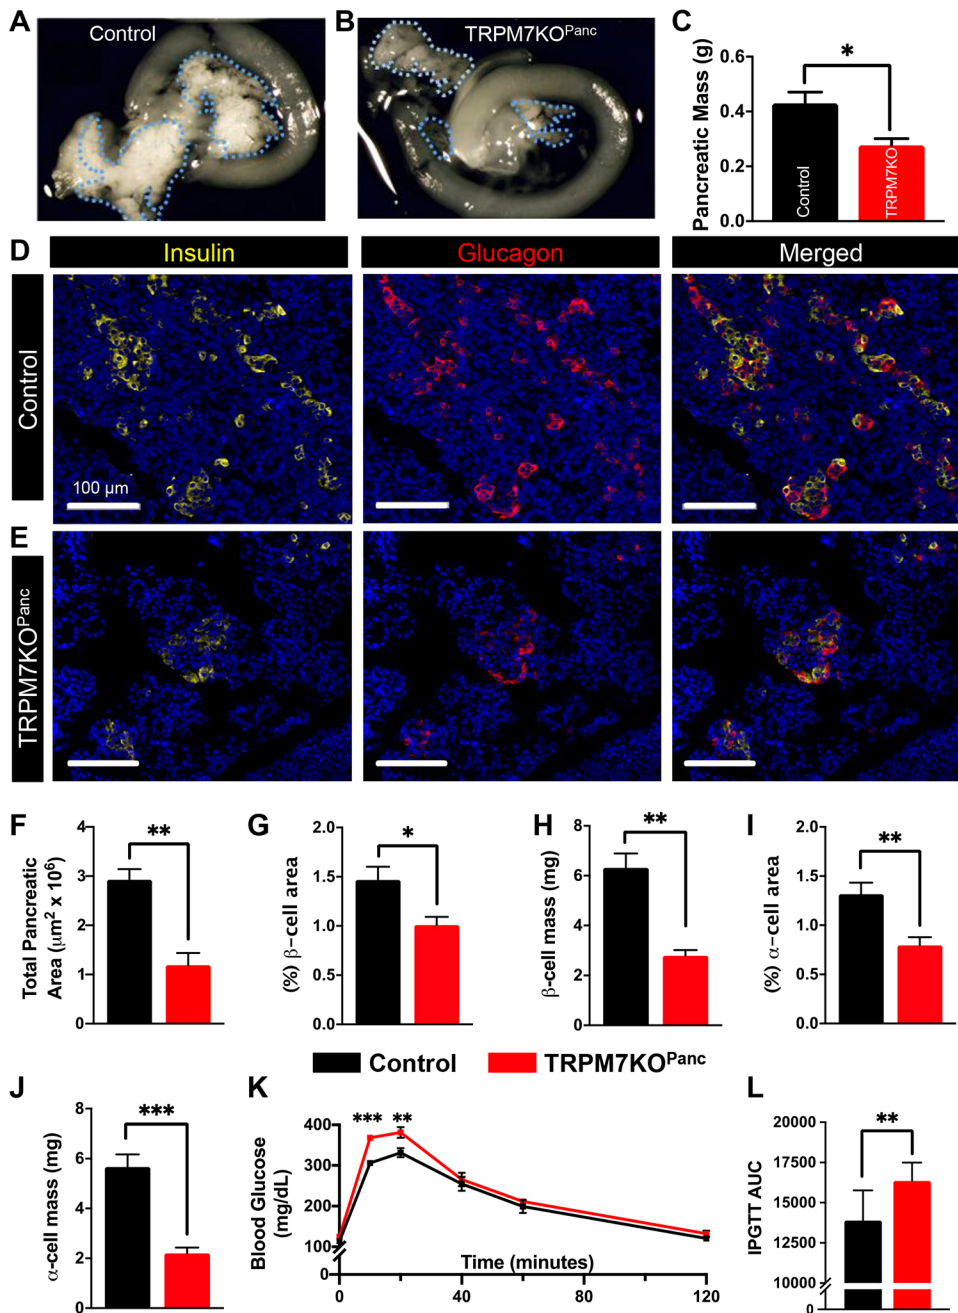 A
Control
B
TRPM7KO^Panc
C
Pancreatic Mass (g)
0.6
0.4
0.2
0.0
*
Control
TRPM7KO
D
Insulin
Glucagon
Merged
Control
100 µm
E
TRPM7KO^Panc
F
Total Pancreatic
Area (µm² x 10⁶)
4
3
2
1
0
**
G
(%) β-cell area
2.0
1.5
1.0
0.5
0.0
*
H
β-cell mass (mg)
8
6
4
2
0
**
I
(%) α-cell area
2.0
1.5
1.0
0.5
0.0
**
Control
TRPM7KO^Panc
J
α-cell mass (mg)
8
6
4
2
0
***
K
Blood Glucose
(mg/dL)
400
300
200
100
0
*** **
Time (minutes)
0 40 80 120
L
IPGTT AUC
20000
17500
15000
12500
10000
0
**